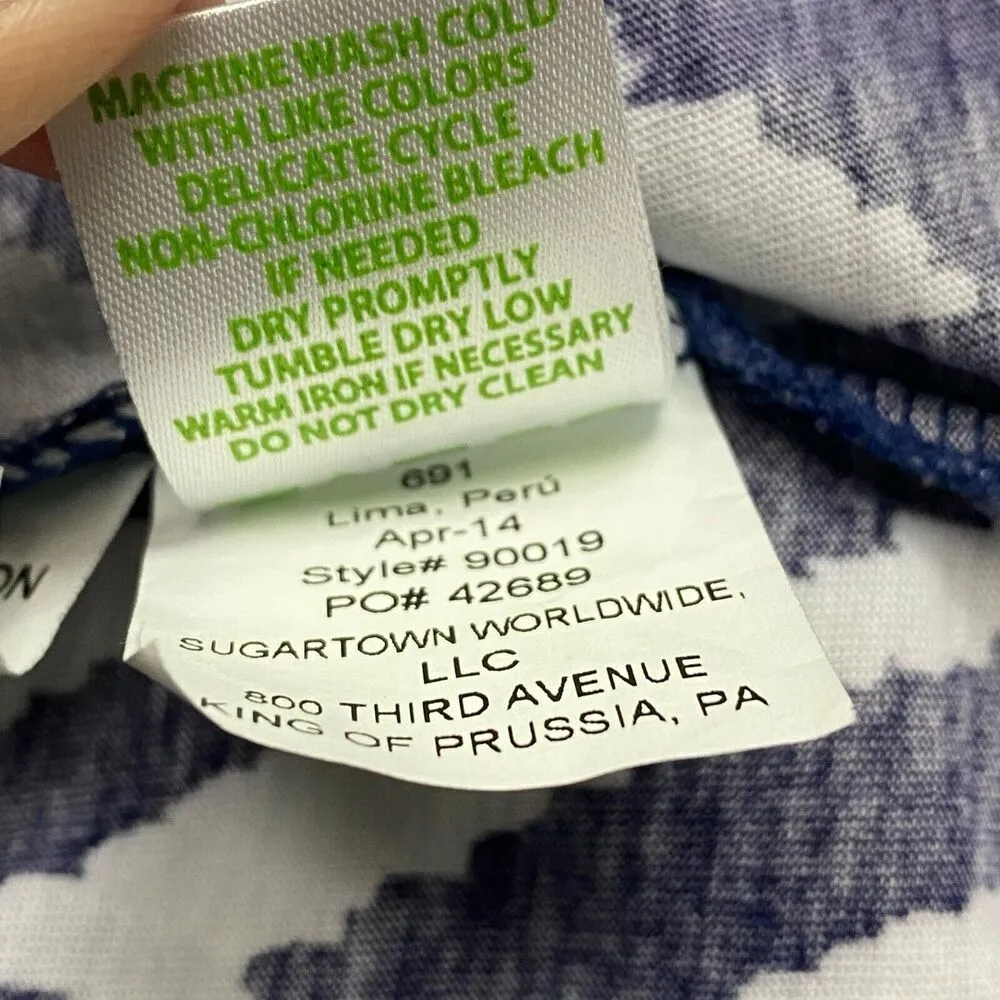 MACHINE WASH COLD
WITH LIKE COLORS
DELICATE CYCLE
NON-CHLORINE BLEACH
IF NEEDED
DRY PROMPTLY
TUMBLE DRY LOW
WARM IRON IF NECESSARY
DO NOT DRY CLEAN
691
Lima, Perú
Apr-14
Style# 90019
PO# 42689
SUGARTOWN WORLDWIDE,
LLC
800 THIRD AVENUE
KING OF PRUSSIA, PA
ON